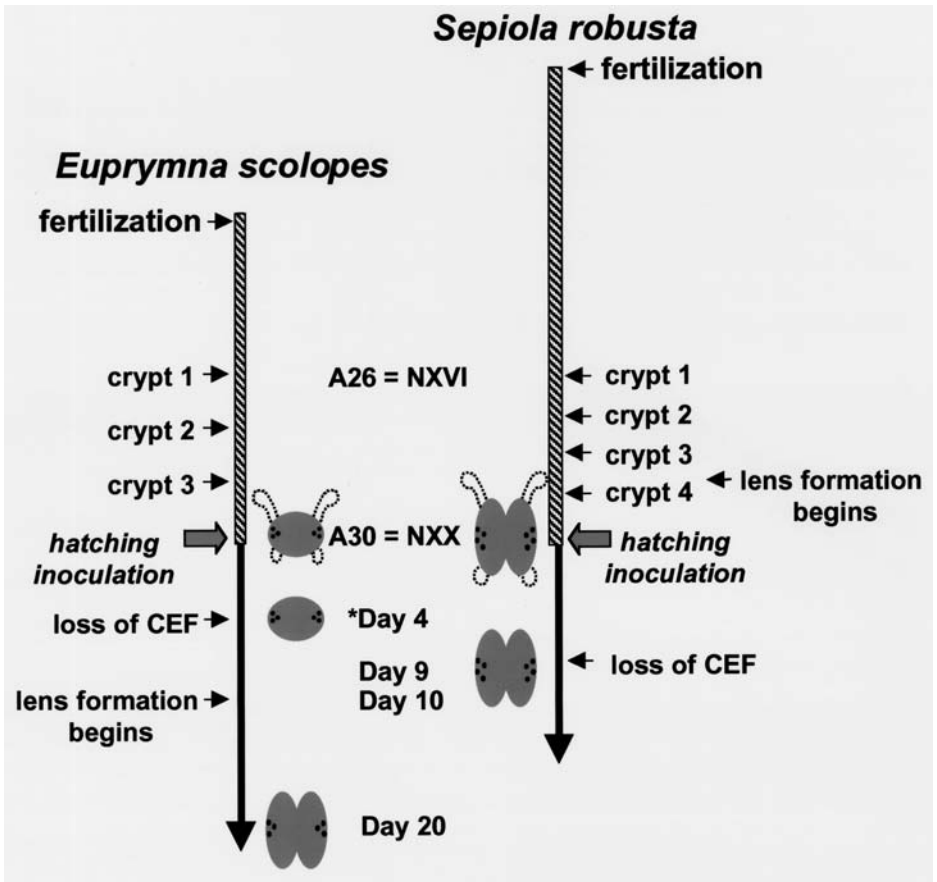 Sepiola robusta
fertilization
Euprymna scolopes
fertilization
crypt 1
A26 = NXVI
crypt 1
crypt 2
crypt 2
crypt 3
crypt 3
lens formation
begins
crypt 4
A30 = NXX
hatching
inoculation
hatching
inoculation
loss of CEF
*Day 4
loss of CEF
Day 9
Day 10
lens formation
begins
Day 20